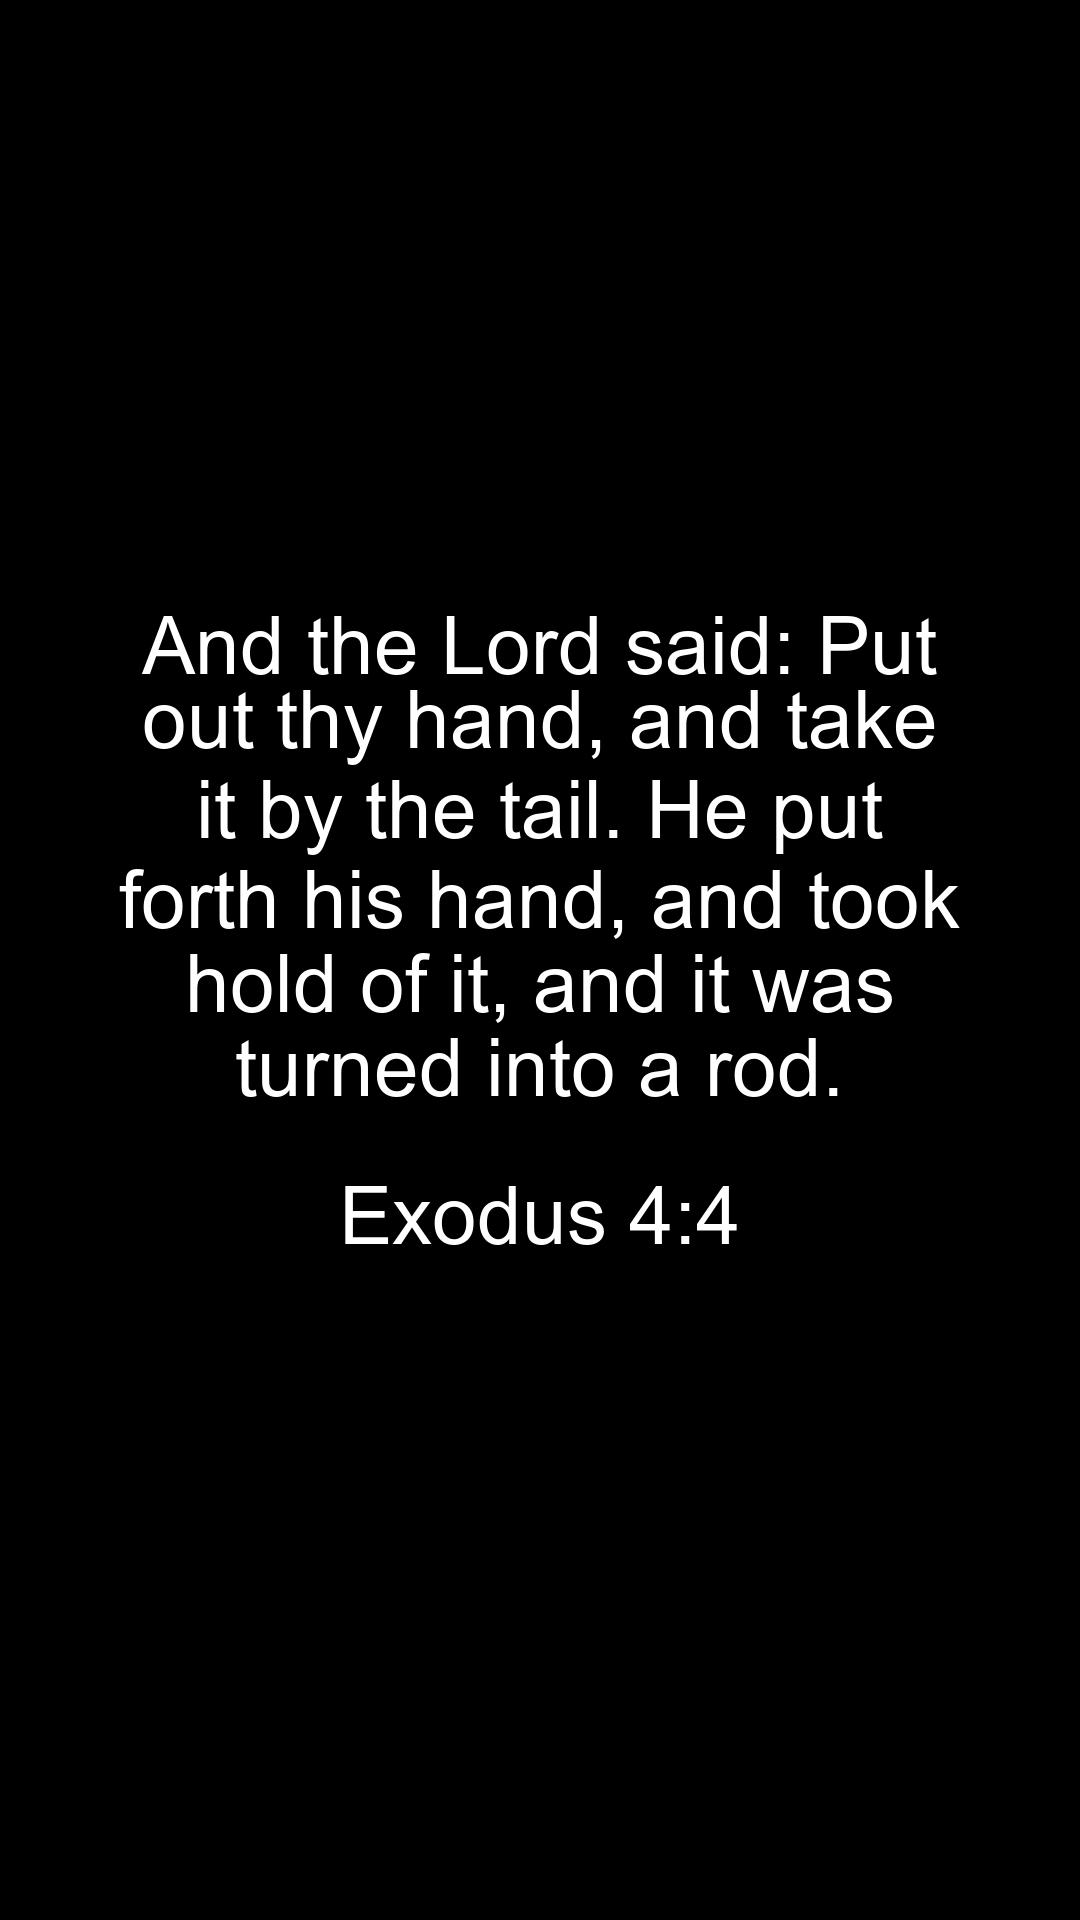 And the Lord said: Put
out thy hand, and take
it by the tail. He put
forth his hand, and took
hold of it, and it was
turned into a rod.
Exodus 4:4